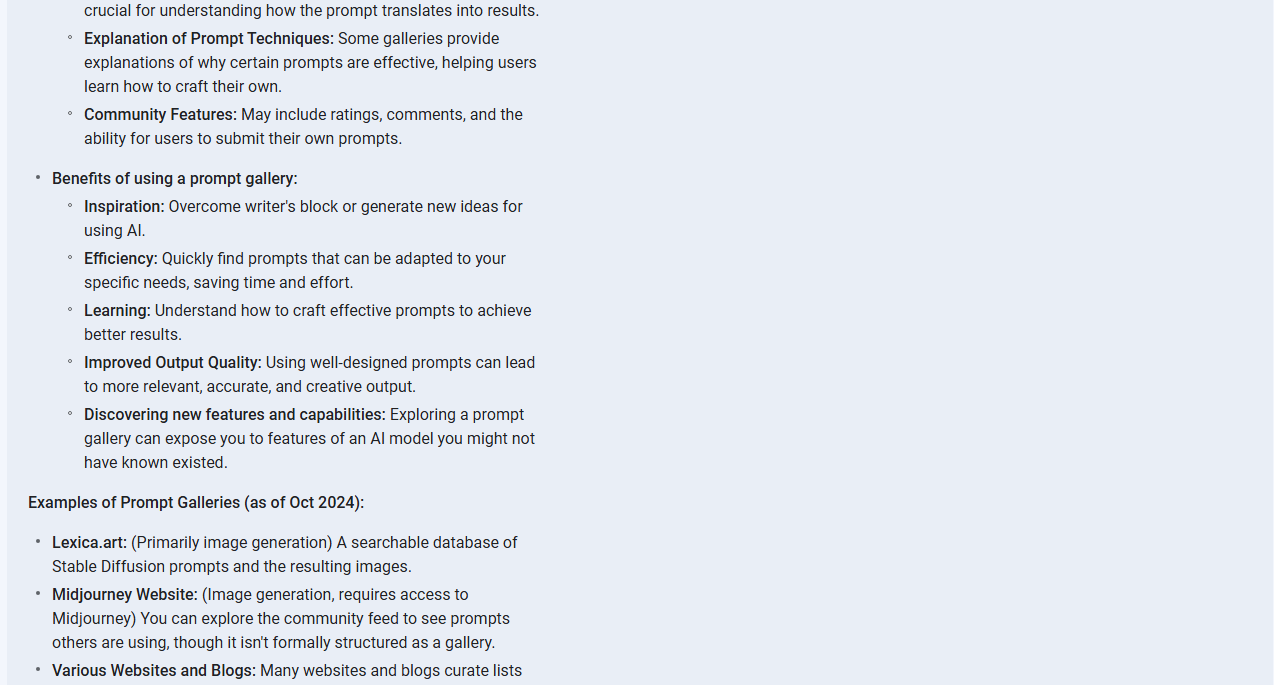 crucial for understanding how the prompt translates into results.
Explanation of Prompt Techniques: Some galleries provide
explanations of why certain prompts are effective, helping users
learn how to craft their own.
Community Features: May include ratings, comments, and the
ability for users to submit their own prompts.
Benefits of using a prompt gallery:
Inspiration: Overcome writer's block or generate new ideas for
using AI.
Efficiency: Quickly find prompts that can be adapted to your
specific needs, saving time and effort.
Learning: Understand how to craft effective prompts to achieve
better results.
Improved Output Quality: Using well-designed prompts can lead
to more relevant, accurate, and creative output.
Discovering new features and capabilities: Exploring a prompt
gallery can expose you to features of an AI model you might not
have known existed.
Examples of Prompt Galleries (as of Oct 2024):
Lexica.art: (Primarily image generation) A searchable database of
Stable Diffusion prompts and the resulting images.
Midjourney Website: (Image generation, requires access to
Midjourney) You can explore the community feed to see prompts
others are using, though it isn't formally structured as a gallery.
Various Websites and Blogs: Many websites and blogs curate lists